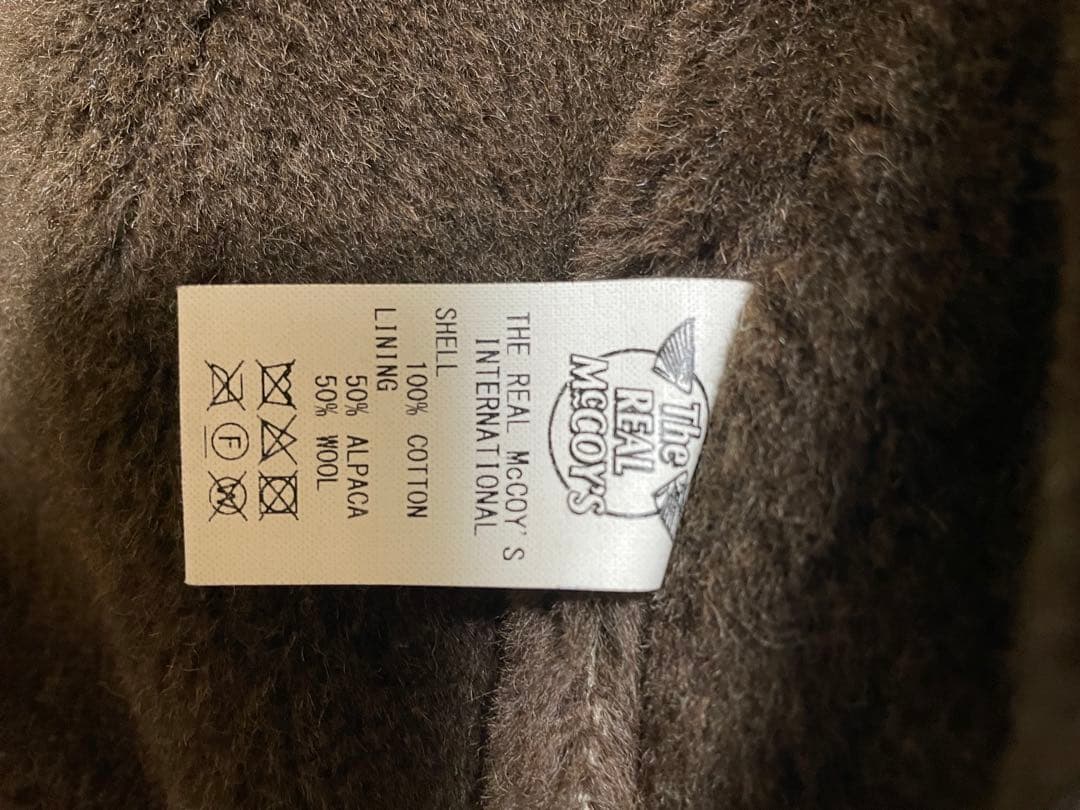 The
REAL
McCOY'S
THE REAL McCOY'S
INTERNATIONAL
SHELL
100% COTTON
LINING
50% ALPACA
50% WOOL
F
W